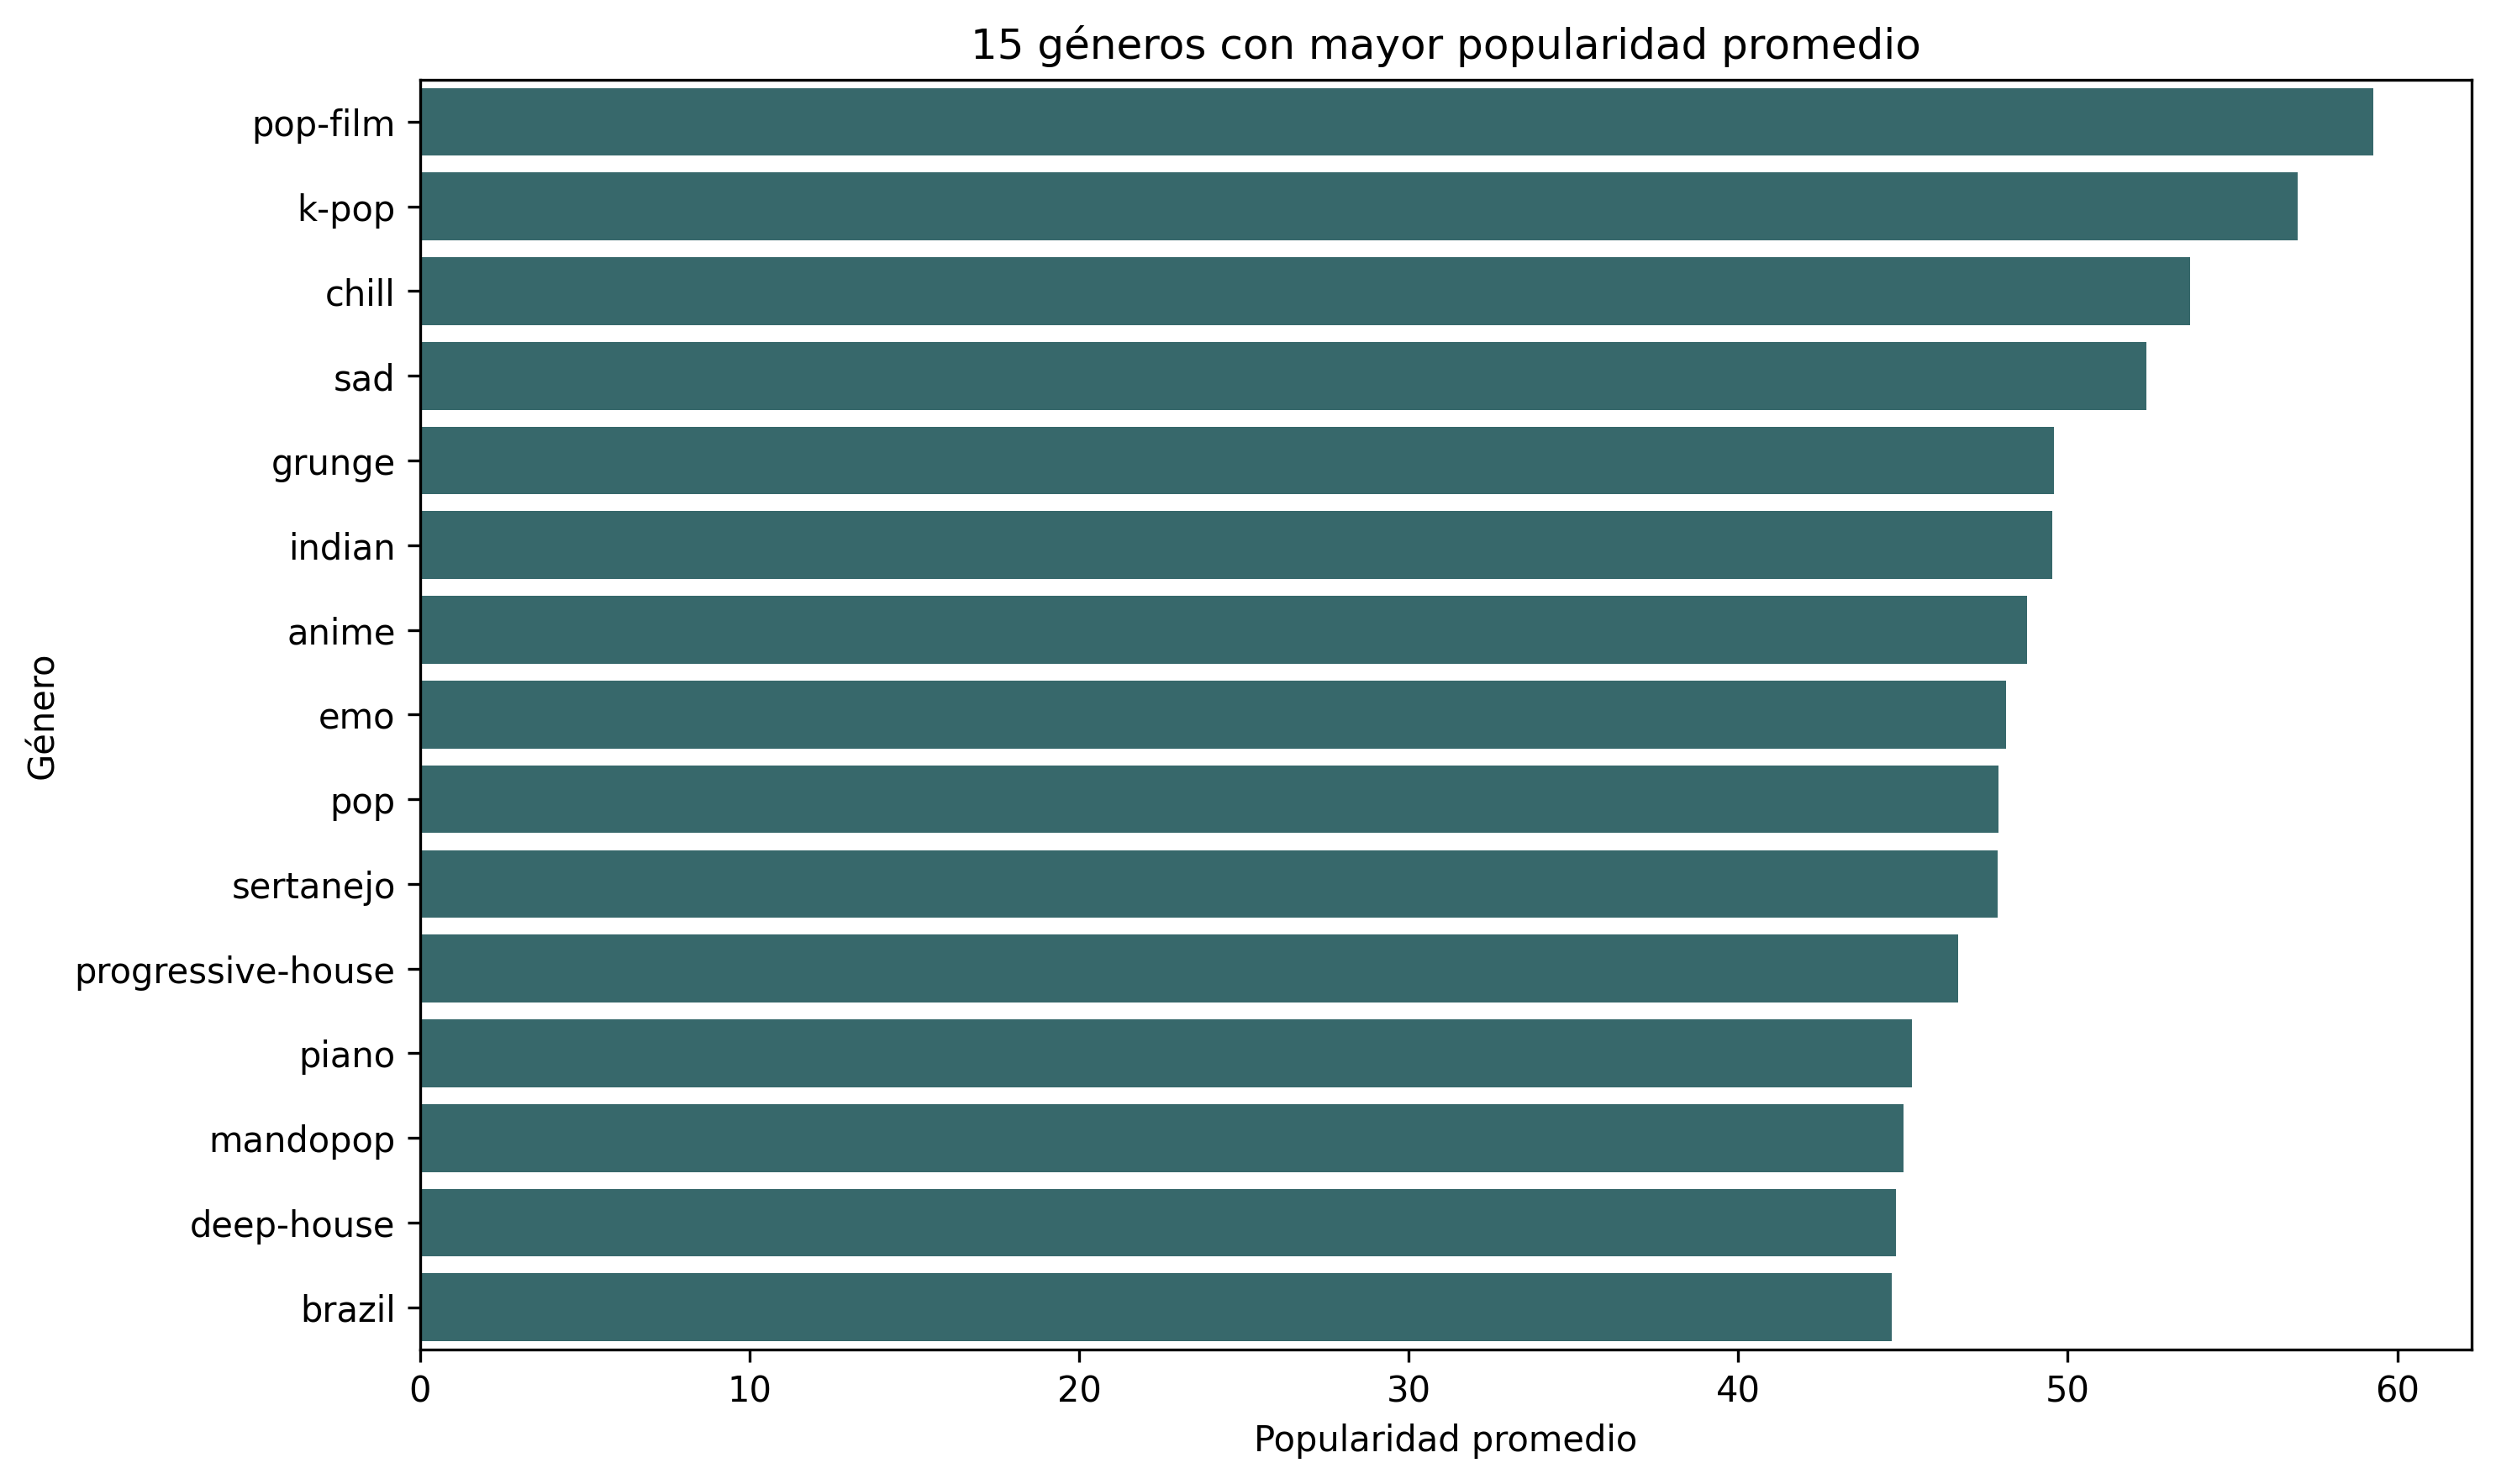 15 géneros con mayor popularidad promedio
pop-film
k-pop
chill
sad
grunge
indian
anime
emo
pop
sertanejo
progressive-house
piano
mandopop
deep-house
brazil
Género
0 10 20 30 40 50 60
Popularidad promedio